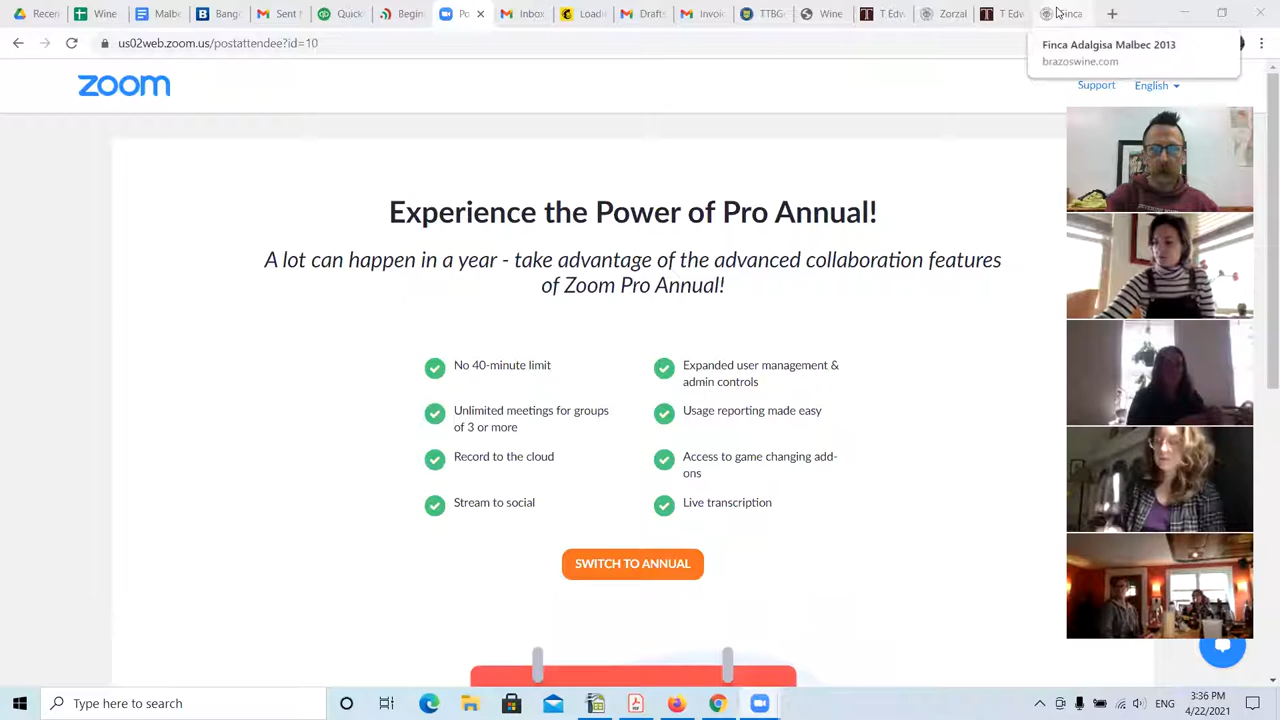 Recen
Wine
Malbe
Bang
Sent f
Quick
Begin
Po
Inbox
Loadi
Drafts
Invoic
TTBG
Wine
T Edw
Zorzal
T Edw
Finca
us02web.zoom.us/postattendee?id=10
Finca Adalgisa Malbec 2013
brazoswine.com
zoom
Support
English
Experience the Power of Pro Annual!
A lot can happen in a year - take advantage of the advanced collaboration features
of Zoom Pro Annual!
No 40-minute limit
Unlimited meetings for groups
of 3 or more
Record to the cloud
Stream to social
Expanded user management &
admin controls
Usage reporting made easy
Access to game changing add-
ons
Live transcription
SWITCH TO ANNUAL
Type here to search
ENG
3:36 PM
4/22/2021